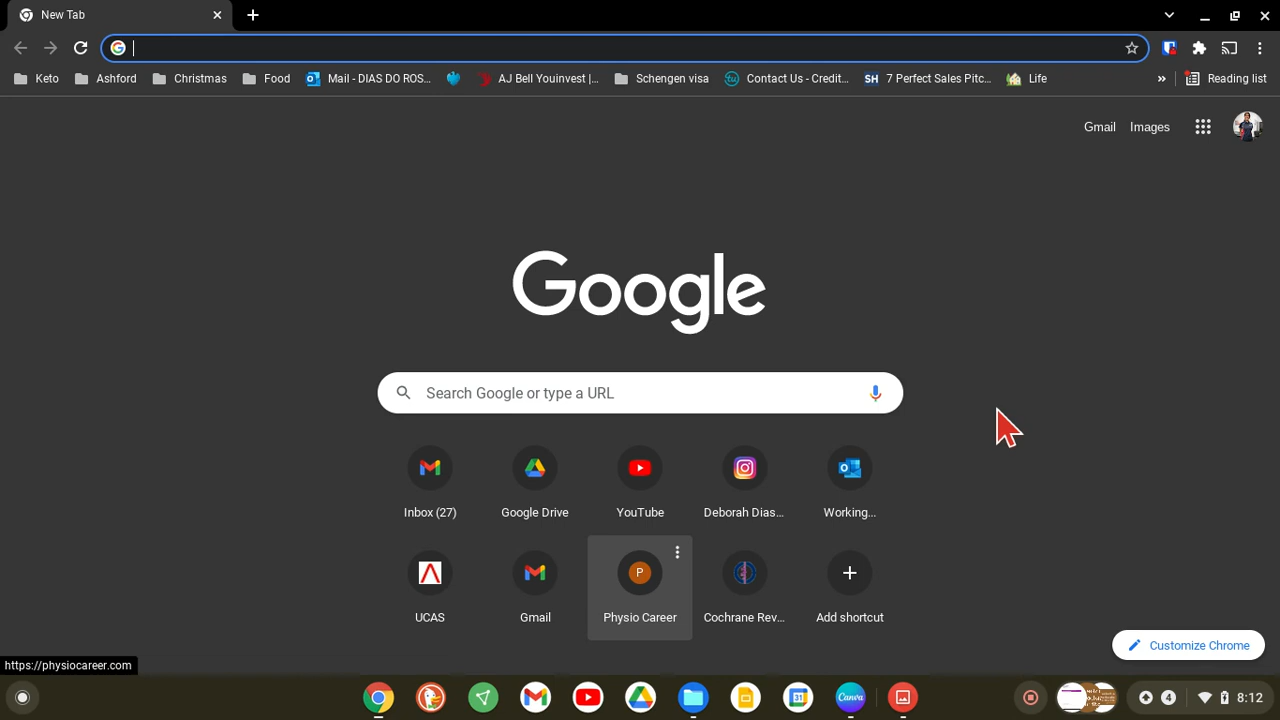 New Tab
Keto
Ashford
Christmas
Food
Mail - DIAS DO ROS...
AJ Bell Youinvest |...
Schengen visa
Contact Us - Credit...
SH
7 Perfect Sales Pitc...
Life
»
Reading list
Gmail
Images
Google
Search Google or type a URL
Inbox (27)
Google Drive
YouTube
Deborah Dias...
Working...
P
UCAS
Gmail
Physio Career
Cochrane Rev...
Add shortcut
Customize Chrome
https://physiocareer.com
Canva
4
8:12